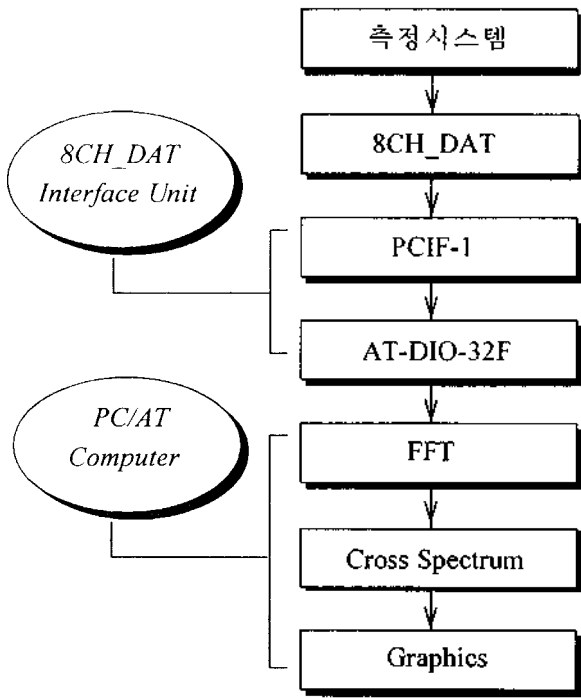 측정시스템
8CH_DAT
8CH_DAT
Interface Unit
PCIF-1
AT-DIO-32F
PC/AT
Computer
FFT
Cross Spectrum
Graphics